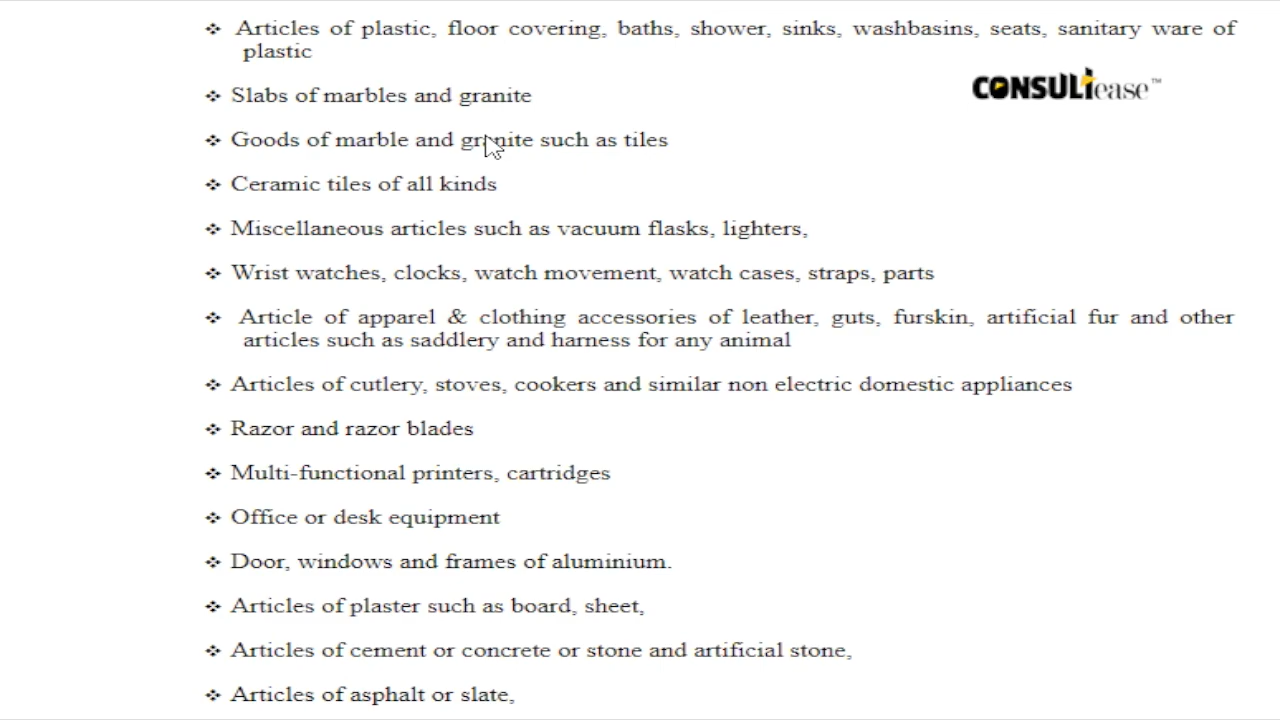 ❖ Articles of plastic, floor covering, baths, shower, sinks, washbasins, seats, sanitary ware of
plastic
CONSULTease™
❖ Slabs of marbles and granite
❖ Goods of marble and granite such as tiles
❖ Ceramic tiles of all kinds
❖ Miscellaneous articles such as vacuum flasks, lighters,
❖ Wrist watches, clocks, watch movement, watch cases, straps, parts
❖ Article of apparel & clothing accessories of leather, guts, furskin, artificial fur and other
articles such as saddlery and harness for any animal
❖ Articles of cutlery, stoves, cookers and similar non electric domestic appliances
❖ Razor and razor blades
❖ Multi-functional printers, cartridges
❖ Office or desk equipment
❖ Door, windows and frames of aluminium.
❖ Articles of plaster such as board, sheet,
❖ Articles of cement or concrete or stone and artificial stone,
❖ Articles of asphalt or slate,